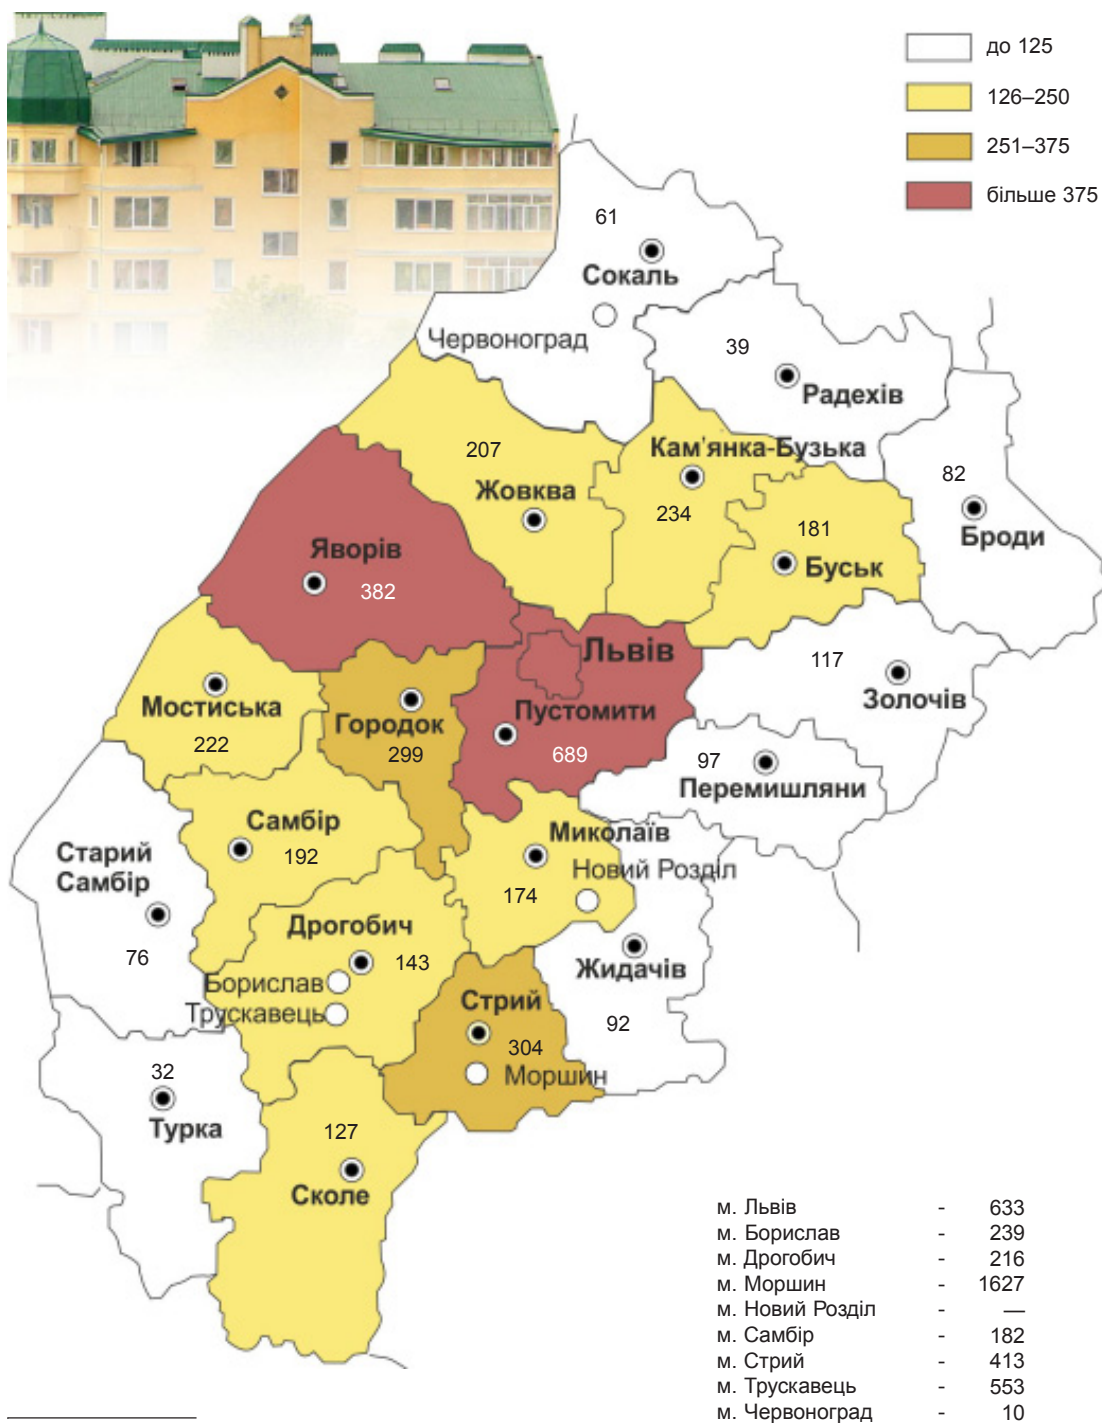 до 125
126–250
251–375
більше 375
61
Сокаль
Червоноград
39
Радехів
207
Жовква
Кам'янка-Бузька
234
82
Броди
181
Буськ
Яворів
382
Львів
117
Золочів
Мостиська
222
Городок
299
Пустомити
689
97
Перемишляни
Самбір
192
Миколаїв
Новий Розділ
174
Старий
Самбір
76
Дрогобич
143
Борислав
Трускавець
Жидачів
92
Стрий
304
Моршин
32
Турка
127
Сколе
м. Львів - 633
м. Борислав - 239
м. Дрогобич - 216
м. Моршин - 1627
м. Новий Розділ - —
м. Самбір - 182
м. Стрий - 413
м. Трускавець - 553
м. Червоноград - 10